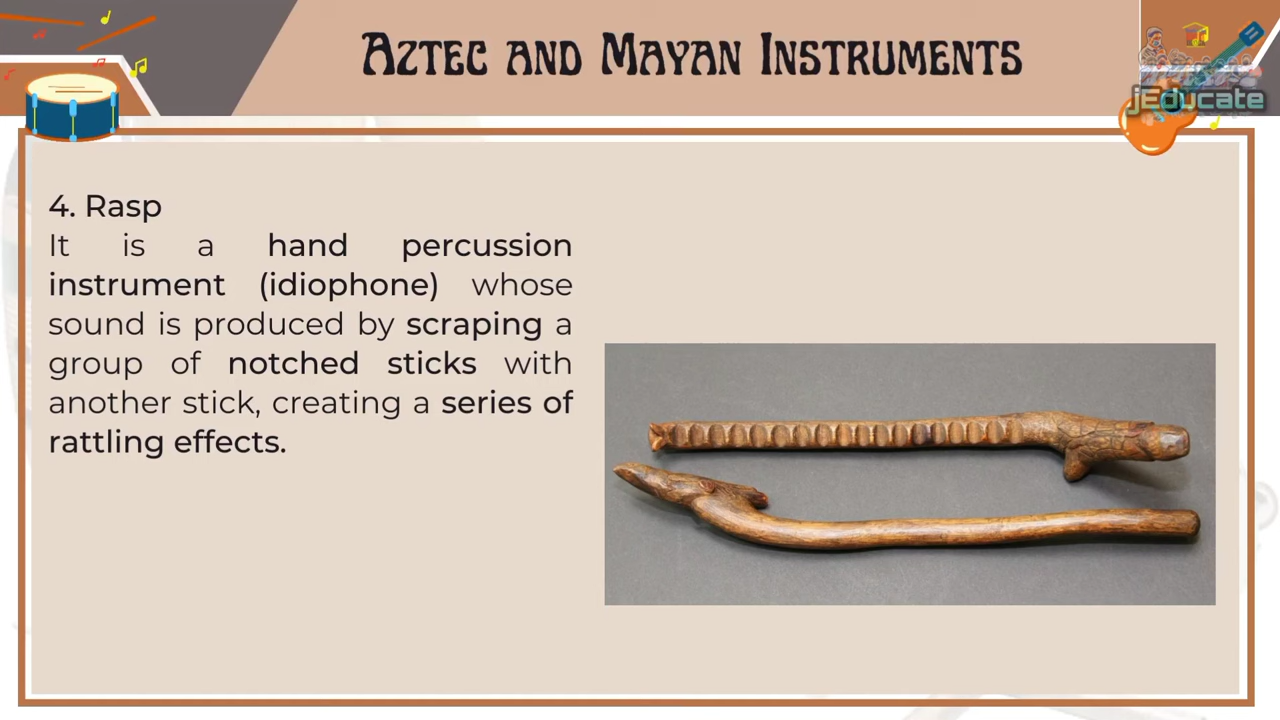 Aztec and Mayan Instruments
jEducate
4. Rasp
It is a hand percussion
instrument (idiophone) whose
sound is produced by scraping a
group of notched sticks with
another stick, creating a series of
rattling effects.